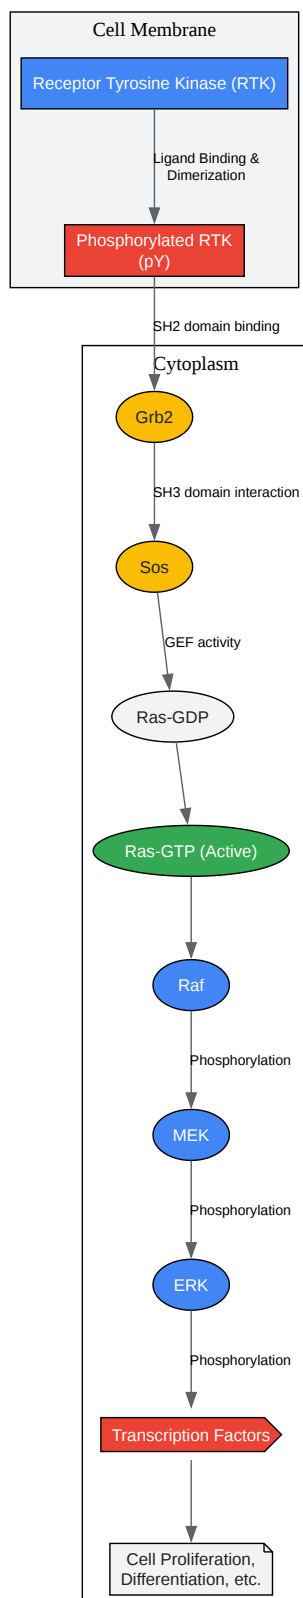 Cell Membrane
Receptor Tyrosine Kinase (RTK)
Ligand Binding &
Dimerization
Phosphorylated RTK
(pY)
SH2 domain binding
Cytoplasm
Grb2
SH3 domain interaction
Sos
GEF activity
Ras-GDP
Ras-GTP (Active)
Raf
Phosphorylation
MEK
Phosphorylation
ERK
Phosphorylation
Transcription Factors
Cell Proliferation,
Differentiation, etc.